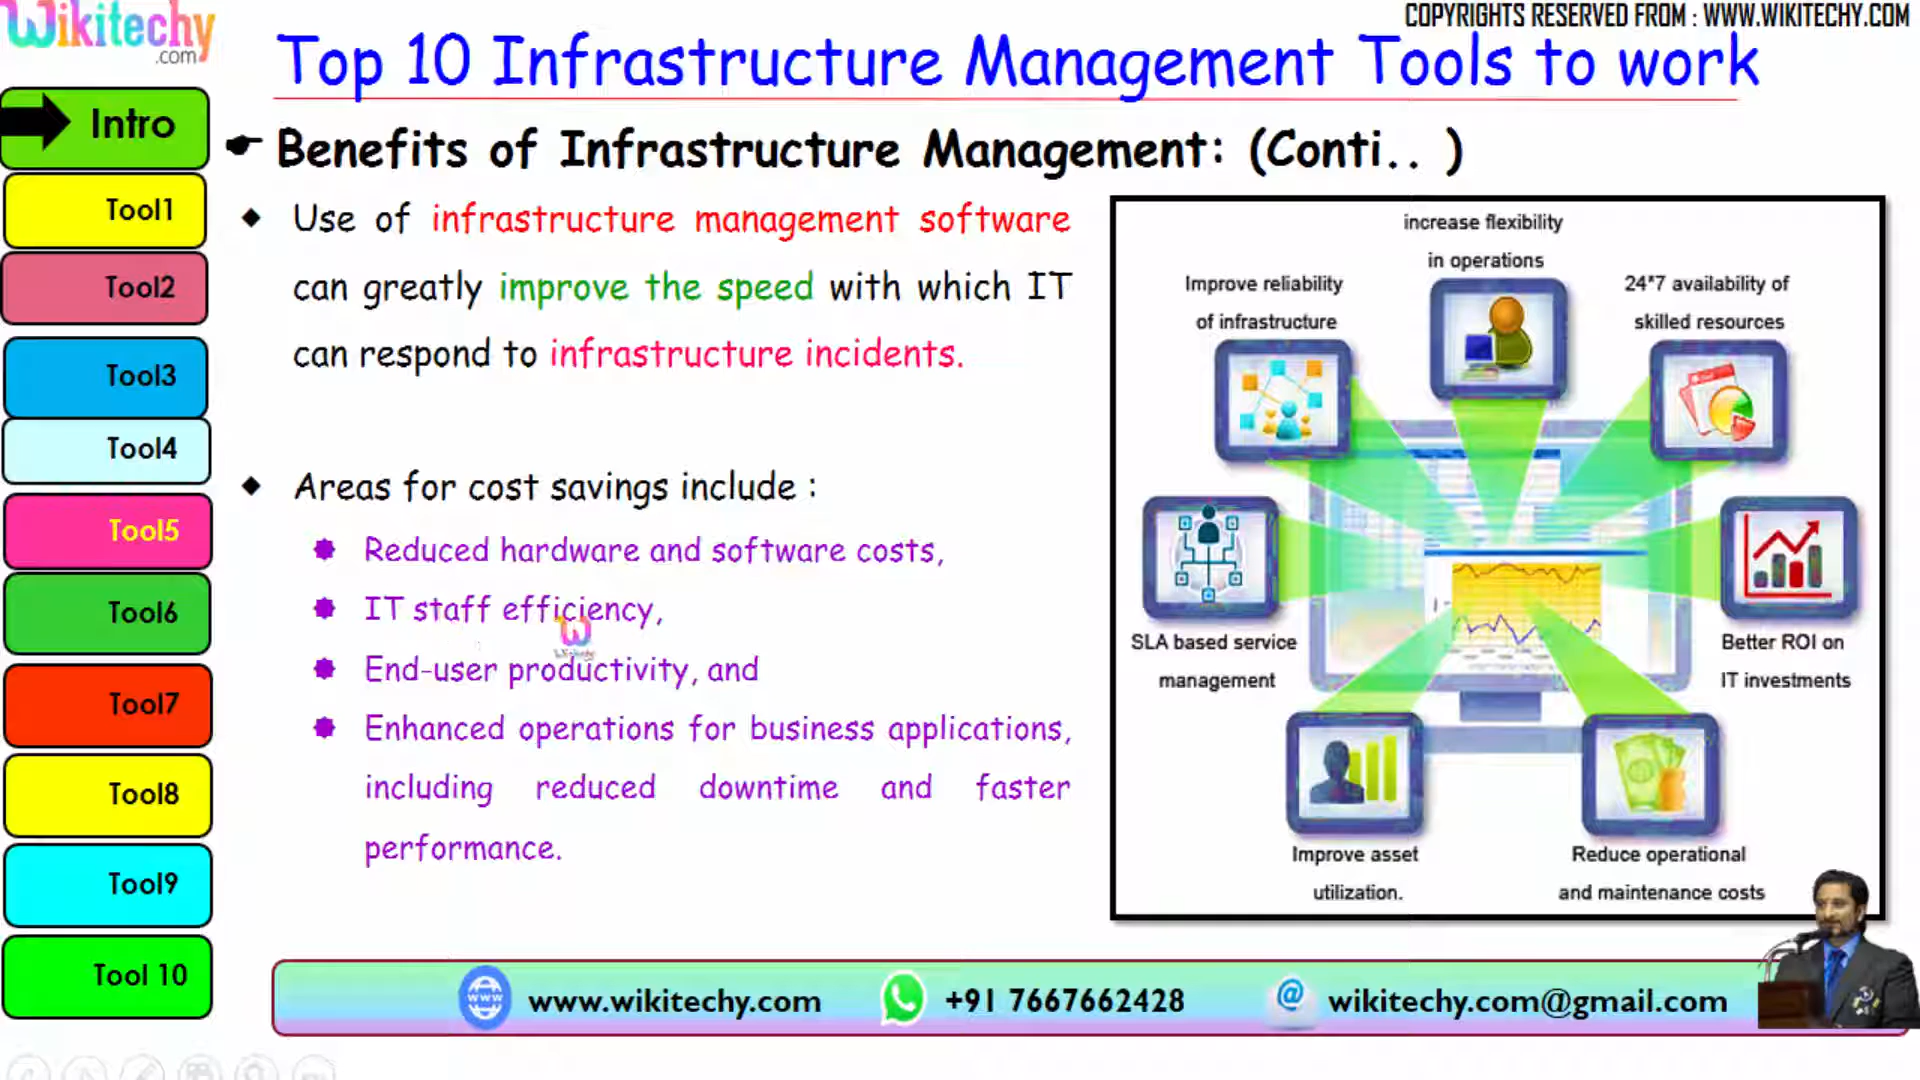 Wikitechy
.com
COPYRIGHTS RESERVED FROM : WWW.WIKITECHY.COM
Top 10 Infrastructure Management Tools to work
Intro
Tool1
Tool2
Tool3
Tool4
Tool5
Tool6
Tool7
Tool8
Tool9
Tool 10
Benefits of Infrastructure Management: (Conti.. )
Use of infrastructure management software
can greatly improve the speed with which IT
can respond to infrastructure incidents.
Areas for cost savings include :
Reduced hardware and software costs,
IT staff efficiency,
End-user productivity, and
Enhanced operations for business applications,
including reduced downtime and faster
performance.
increase flexibility
in operations
Improve reliability
of infrastructure
24*7 availability of
skilled resources
SLA based service
management
Better ROI on
IT investments
Improve asset
utilization.
Reduce operational
and maintenance costs
www
www.wikitechy.com
+91 7667662428
@
wikitechy.com@gmail.com